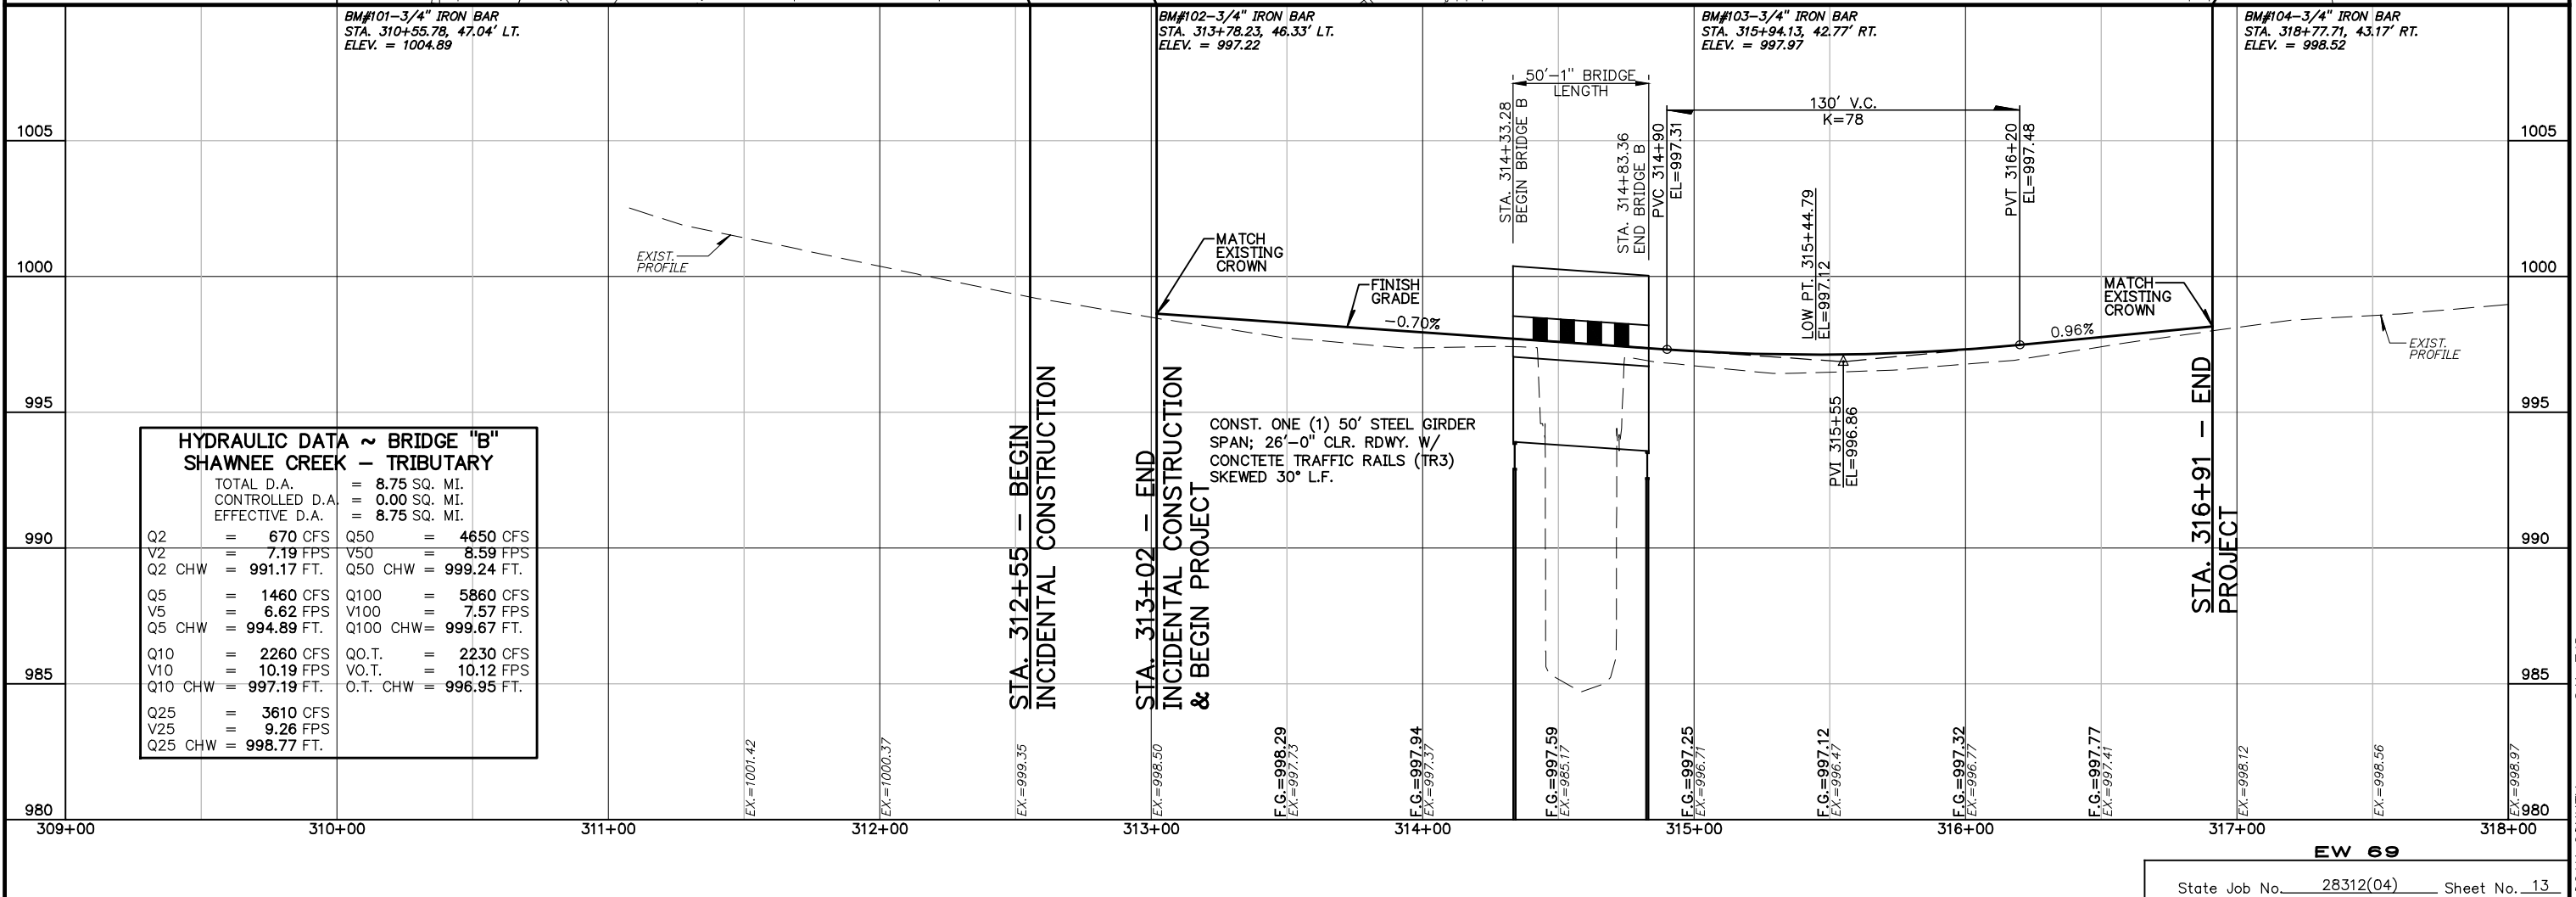 BM#101-3/4" IRON BAR
STA. 310+55.78, 47.04' LT.
ELEV. = 1004.89
BM#102-3/4" IRON BAR
STA. 313+78.23, 46.33' LT.
ELEV. = 997.22
BM#103-3/4" IRON BAR
STA. 315+94.13, 42.77' RT.
ELEV. = 997.97
BM#104-3/4" IRON BAR
STA. 318+77.71, 43.17' RT.
ELEV. = 998.52
50'-1" BRIDGE
LENGTH
STA. 314+33.28
BEGIN BRIDGE B
STA. 314+83.36
END BRIDGE B
PVC 314+90
EL=997.31
130' V.C.
K=78
PVT 316+20
EL=997.48
LOW PT. 315+44.79
EL=997.12
PVI 315+55
EL=996.86
1005
1000
995
990
985
980
1005
1000
995
990
985
980
EXIST.
PROFILE
MATCH
EXISTING
CROWN
FINISH
GRADE
-0.70%
0.96%
MATCH
EXISTING
CROWN
EXIST.
PROFILE
CONST. ONE (1) 50' STEEL GIRDER
SPAN; 26'-0" CLR. RDWY. W/
CONCTETE TRAFFIC RAILS (TR3)
SKEWED 30° L.F.
HYDRAULIC DATA ~ BRIDGE "B"
SHAWNEE CREEK - TRIBUTARY
TOTAL D.A. = 8.75 SQ. MI.
CONTROLLED D.A. = 0.00 SQ. MI.
EFFECTIVE D.A. = 8.75 SQ. MI.
Q2 = 670 CFS Q50 = 4650 CFS
V2 = 7.19 FPS V50 = 8.59 FPS
Q2 CHW = 991.17 FT. Q50 CHW = 999.24 FT.
Q5 = 1460 CFS Q100 = 5860 CFS
V5 = 6.62 FPS V100 = 7.57 FPS
Q5 CHW = 994.89 FT. Q100 CHW= 999.67 FT.
Q10 = 2260 CFS QO.T. = 2230 CFS
V10 = 10.19 FPS VO.T. = 10.12 FPS
Q10 CHW = 997.19 FT. O.T. CHW = 996.95 FT.
Q25 = 3610 CFS
V25 = 9.26 FPS
Q25 CHW = 998.77 FT.
STA. 312+55 - BEGIN
INCIDENTAL CONSTRUCTION
STA. 313+02 - END
INCIDENTAL CONSTRUCTION
& BEGIN PROJECT
STA. 316+91 - END
PROJECT
EX.=1001.42
EX.=1000.37
EX.=999.35
EX.=998.50
F.G.=998.29
EX.=997.73
F.G.=997.94
EX.=997.37
F.G.=997.59
EX.=985.17
F.G.=997.25
EX.=996.71
F.G.=997.12
EX.=996.47
F.G.=997.32
EX.=996.77
F.G.=997.77
EX.=997.41
EX.=998.12
EX.=998.56
EX.=998.97
309+00 310+00 311+00 312+00 313+00 314+00 315+00 316+00 317+00 318+00
EW 69
State Job No. 28312(04) Sheet No. 13